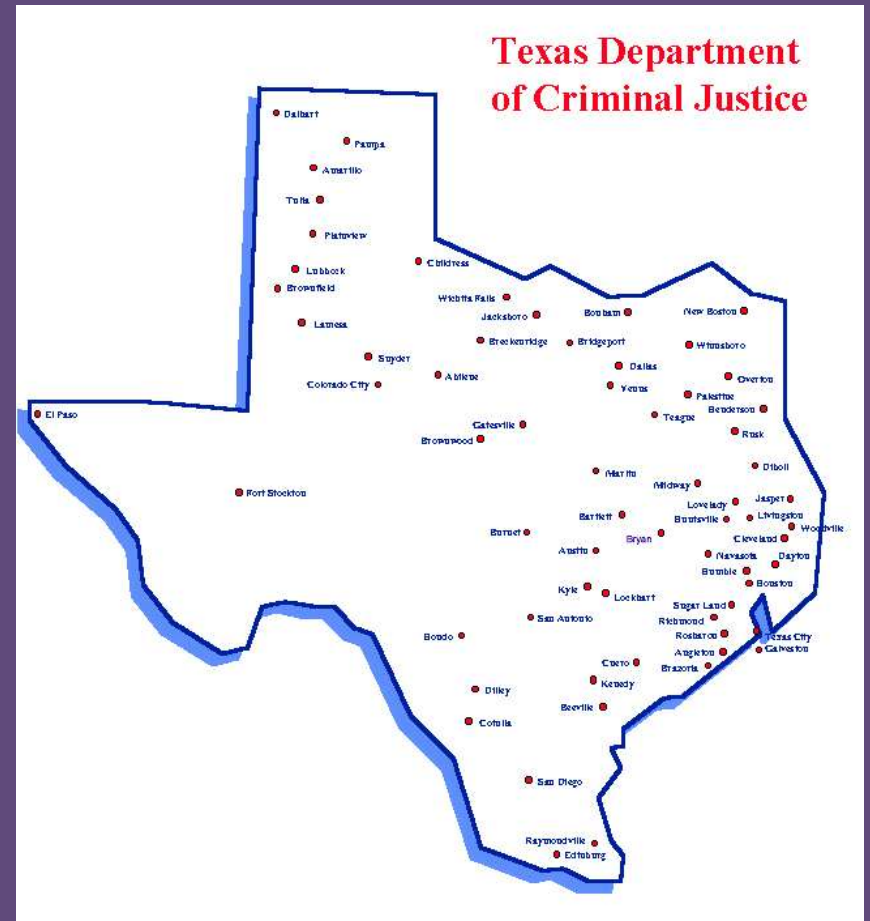 Texas Department
of Criminal Justice
Dalhart
Pampa
Amarillo
Tulia
Plainview
Childress
Lubbock
Brownfield
Wichita Falls
Lamesa
Jacksboro
Bonham
New Boston
Breckenridge
Bridgeport
Winnsboro
Snyder
Dallas
Abilene
Overton
Colorado City
Venus
Palestine
Henderson
El Paso
Teague
Gatesville
Rusk
Brownwood
Diboll
Marlin
Midway
Fort Stockton
Jasper
Lovelady
Bartlett
Huntsville
Livingston
Woodville
Burnet
Bryan
Cleveland
Austin
Navasota
Dayton
Humble
Houston
Kyle
Lockhart
Sugar Land
San Antonio
Richmond
Hondo
Rosharon
Texas City
Galveston
Angleton
Cuero
Brazoria
Kenedy
Dilley
Beeville
Cotulla
San Diego
Raymondville
Edinburg